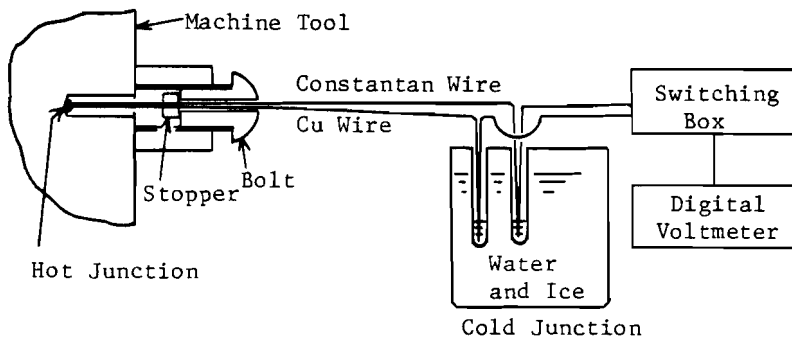 Machine Tool
Constantan Wire
Cu Wire
Stopper
Bolt
Hot Junction
Switching
Box
Digital
Voltmeter
Water
and Ice
Cold Junction